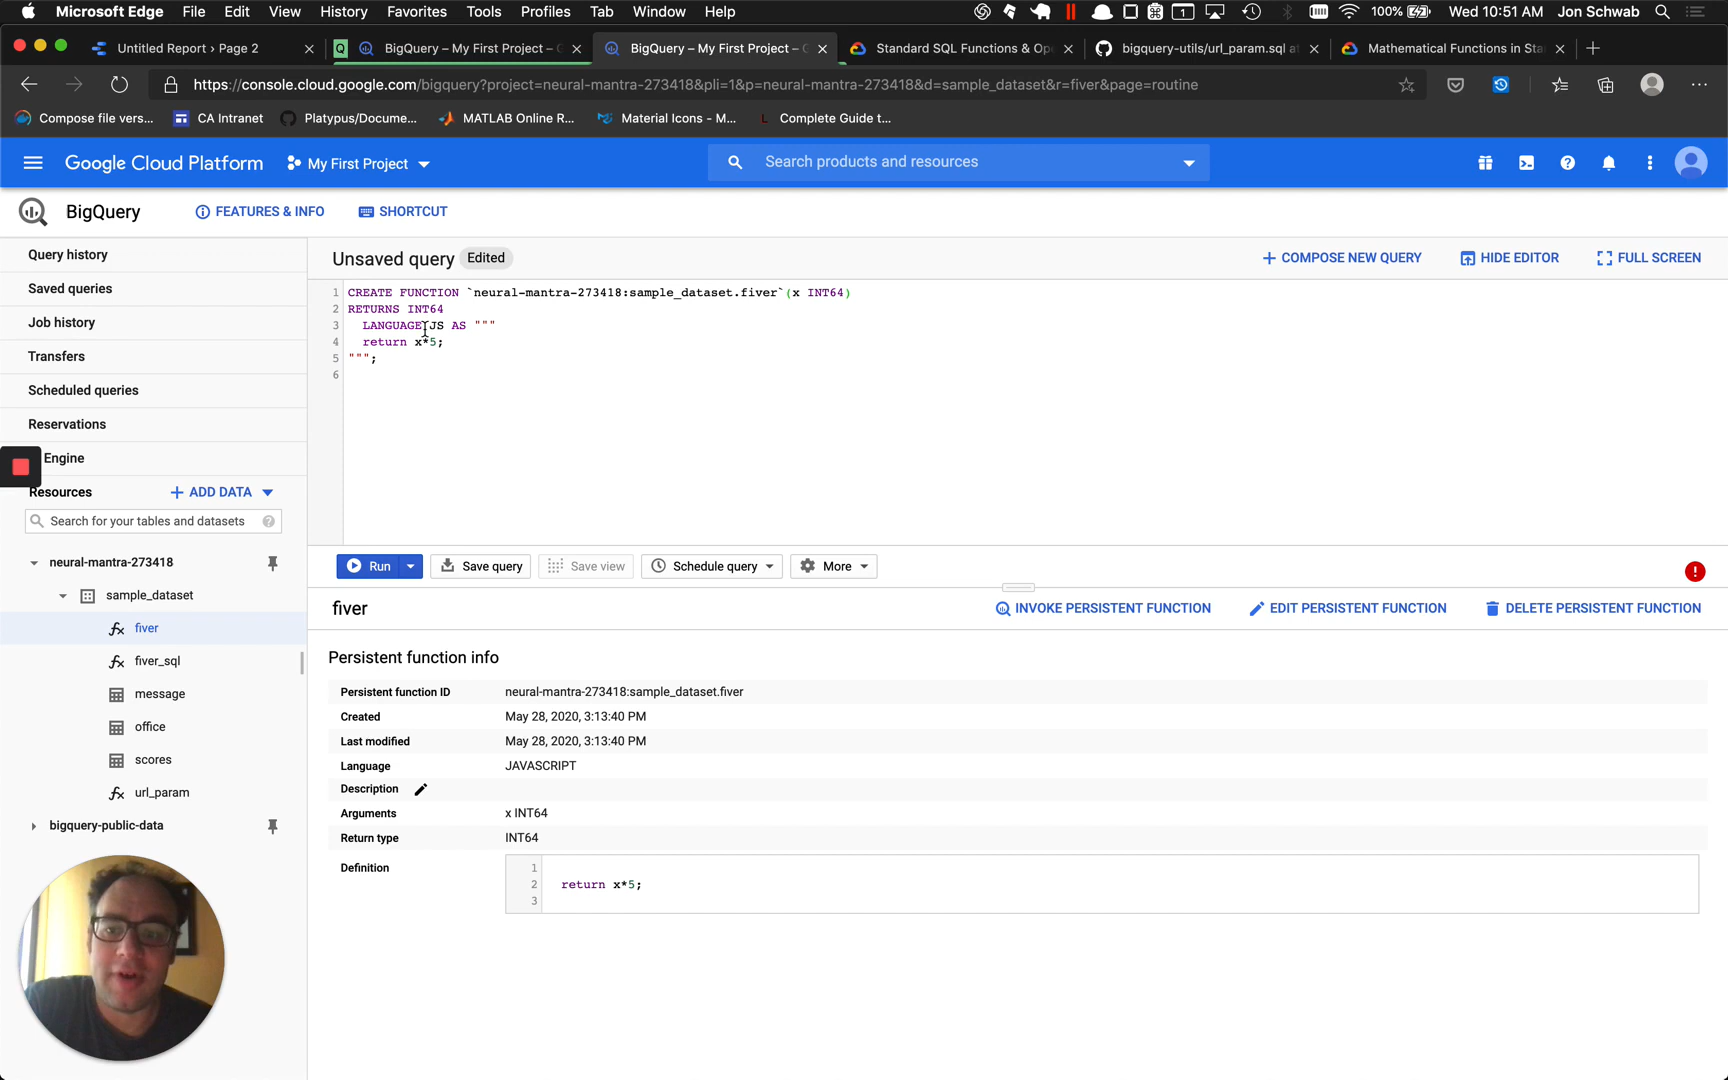 Microsoft Edge File Edit View History Favorites Tools Profiles Tab Window Help 1 100% Wed 10:51 AM Jon Schwab
Untitled Report › Page 2
Q BigQuery – My First Project –
BigQuery – My First Project –
Standard SQL Functions & Op
bigquery-utils/url_param.sql at
Mathematical Functions in Sta
https://console.cloud.google.com/bigquery?project=neural-mantra-273418&pli=1&p=neural-mantra-273418&d=sample_dataset&r=fiver&page=routine
Compose file vers... CA Intranet Platypus/Docume... MATLAB Online R... Material Icons - M... L Complete Guide t...
Google Cloud Platform My First Project Search products and resources
BigQuery FEATURES & INFO SHORTCUT
Query history
Saved queries
Job history
Transfers
Scheduled queries
Reservations
Engine
Resources + ADD DATA
Search for your tables and datasets ?
neural-mantra-273418
sample_dataset
fiver
fiver_sql
message
office
scores
url_param
bigquery-public-data
Unsaved query Edited + COMPOSE NEW QUERY HIDE EDITOR FULL SCREEN
1 CREATE FUNCTION `neural-mantra-273418:sample_dataset.fiver`(x INT64)
2 RETURNS INT64
3 LANGUAGE JS AS """
4 return x*5;
5 """;
6
Run Save query Save view Schedule query More !
fiver INVOKE PERSISTENT FUNCTION EDIT PERSISTENT FUNCTION DELETE PERSISTENT FUNCTION
Persistent function info
Persistent function ID neural-mantra-273418:sample_dataset.fiver
Created May 28, 2020, 3:13:40 PM
Last modified May 28, 2020, 3:13:40 PM
Language JAVASCRIPT
Description
Arguments x INT64
Return type INT64
Definition
1
2 return x*5;
3